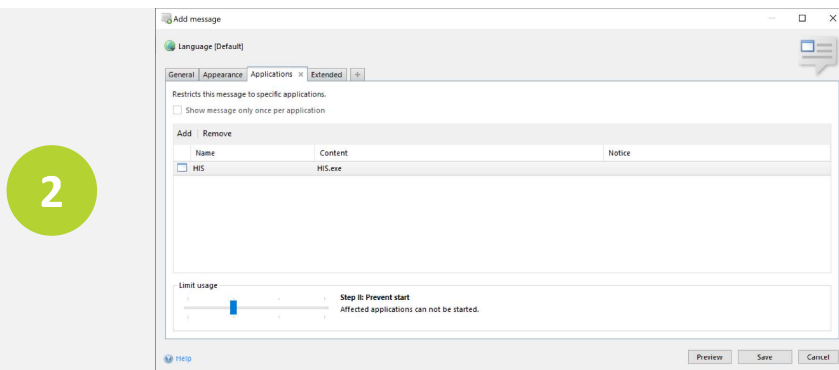 Add message
Language (Default)
General Appearance Applications Extended
Restricts this message to specific applications.
Show message only once per application
Add Remove
Name Content Notice
HIS HIS.exe
2
Limit usage
Step II: Prevent start
Affected applications can not be started.
Help Preview Save Cancel